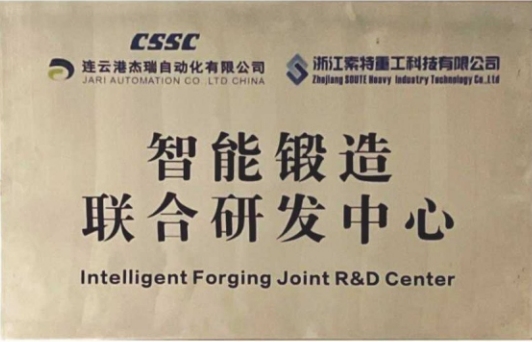 CSSC
连云港杰瑞自动化有限公司
JARI AUTOMATION CO .,LTD CHINA
浙江索特重工科技有限公司
Zhejiang SOUTE Heavy Industry Technology Co.,Ltd
智能锻造
联合研发中心
Intelligent Forging Joint R&D Center